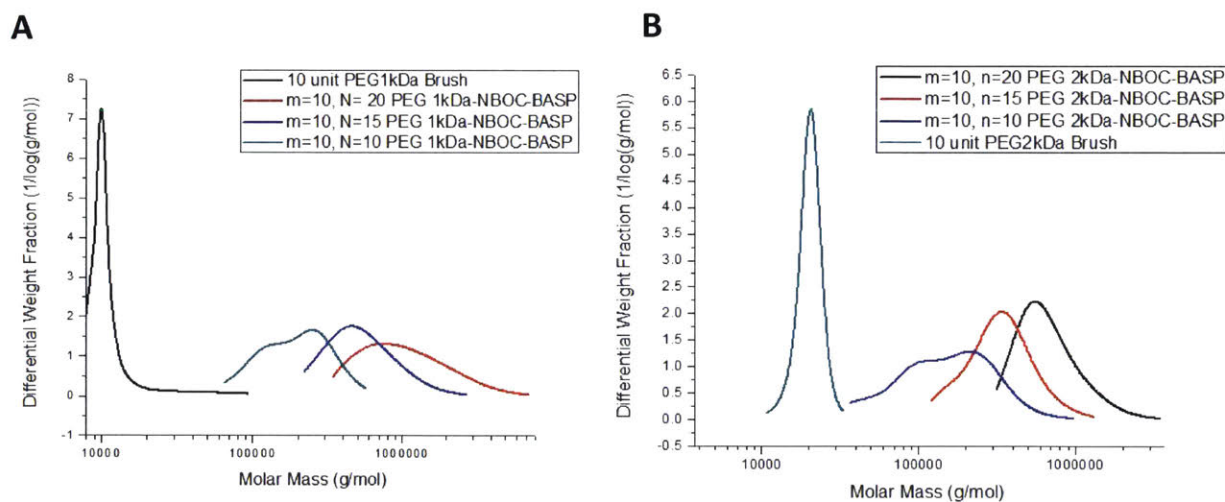 A
10 unit PEG1kDa Brush
m=10, N= 20 PEG 1kDa-NBOC-BASP
m=10, N=15 PEG 1kDa-NBOC-BASP
m=10, N=10 PEG 1kDa-NBOC-BASP
Differential Weight Fraction (1/log(g/mol))
8
7
6
5
4
3
2
1
0
-1
10000
100000
1000000
Molar Mass (g/mol)
B
m=10, n=20 PEG 2kDa-NBOC-BASP
m=10, n=15 PEG 2kDa-NBOC-BASP
m=10, n=10 PEG 2kDa-NBOC-BASP
10 unit PEG2kDa Brush
Differential Weight Fraction (1/log(g/mol))
6.5
6.0
5.5
5.0
4.5
4.0
3.5
3.0
2.5
2.0
1.5
1.0
0.5
0.0
-0.5
10000
100000
1000000
Molar Mass (g/mol)